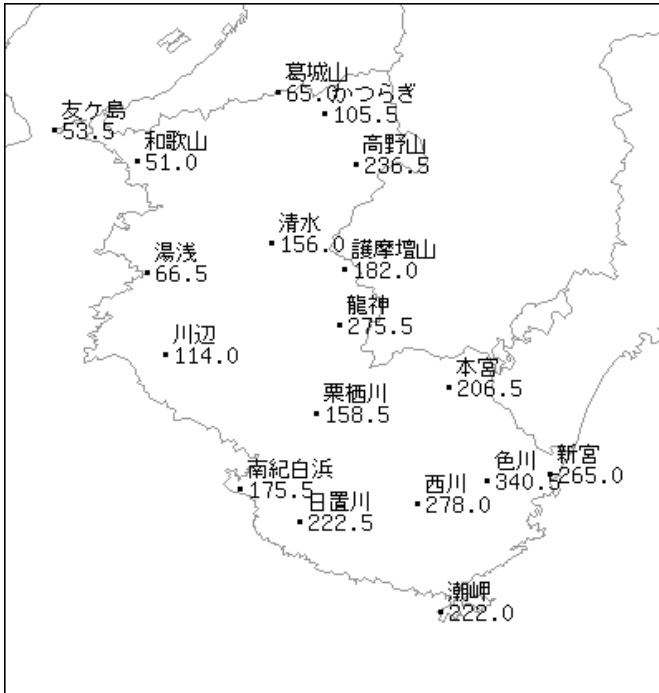 葛城山
65.0
かつらぎ
105.5
友ケ島
53.5
和歌山
51.0
高野山
236.5
清水
156.0
護摩壇山
182.0
湯浅
66.5
龍神
275.5
川辺
114.0
本宮
206.5
栗栖川
158.5
新宮
265.0
色川
340.5
南紀白浜
175.5
西川
278.0
日置川
222.5
潮岬
222.0